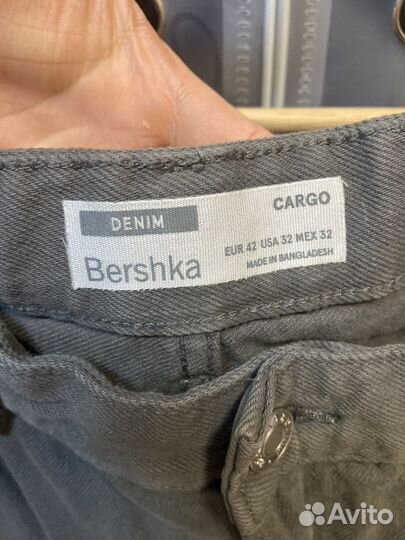 DENIM
CARGO
Bershka
EUR 42 USA 32 MEX 32
MADE IN BANGLADESH
Avito